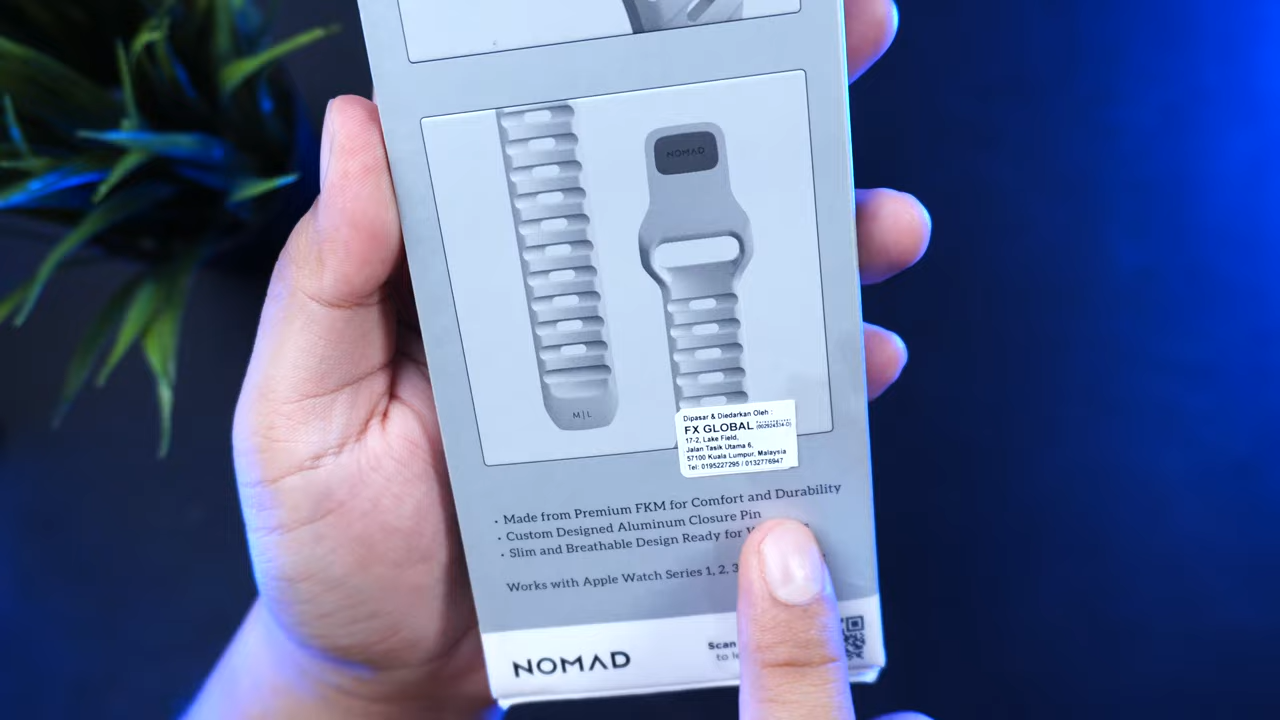 NOMAD
M|L
Dipasar & Diedarkan Oleh :
FX GLOBAL (002924334-D)
17-2, Lake Field,
Jalan Tasik Utama 6,
57100 Kuala Lumpur, Malaysia
Tel: 0195227295 / 0132776947
• Made from Premium FKM for Comfort and Durability
• Custom Designed Aluminum Closure Pin
• Slim and Breathable Design Ready for
Works with Apple Watch Series 1, 2, 3
NOMAD
Scan
to